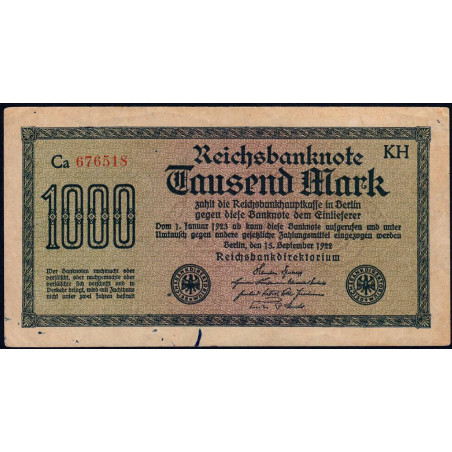 Ca 676518
Reichsbanknote
KH
Tausend Mark
1000
zahlt die Reichsbankhauptkasse in Berlin
gegen diese Banknote dem Einlieferer
Vom 1. Januar 1923 ab kann diese Banknote aufgerufen und unter
Umtausch gegen andere gesetzliche Zahlungsmittel eingezogen werden
Berlin, den 15. September 1922
Reichsbankdirektorium
Wer Banknoten nachmacht oder
verfälscht, oder nachgemachte oder
verfälschte sich verschafft und in
Verkehr bringt, wird mit Zuchthaus
nicht unter zwei Jahren bestraft